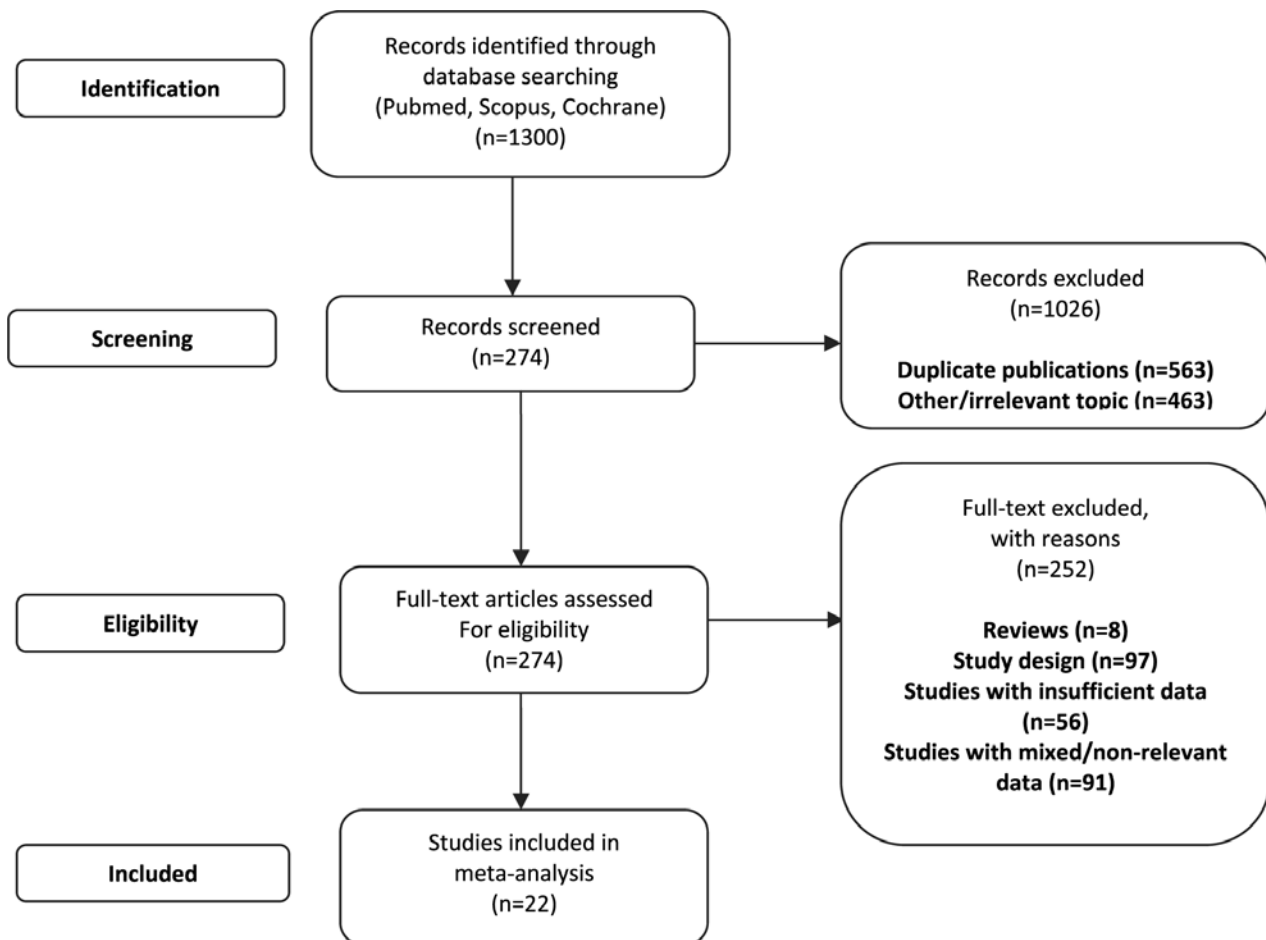 Identification
Records identified through
database searching
(Pubmed, Scopus, Cochrane)
(n=1300)
Screening
Records screened
(n=274)
Records excluded
(n=1026)
Duplicate publications (n=563)
Other/irrelevant topic (n=463)
Eligibility
Full-text articles assessed
For eligibility
(n=274)
Full-text excluded,
with reasons
(n=252)
Reviews (n=8)
Study design (n=97)
Studies with insufficient data
(n=56)
Studies with mixed/non-relevant
data (n=91)
Included
Studies included in
meta-analysis
(n=22)